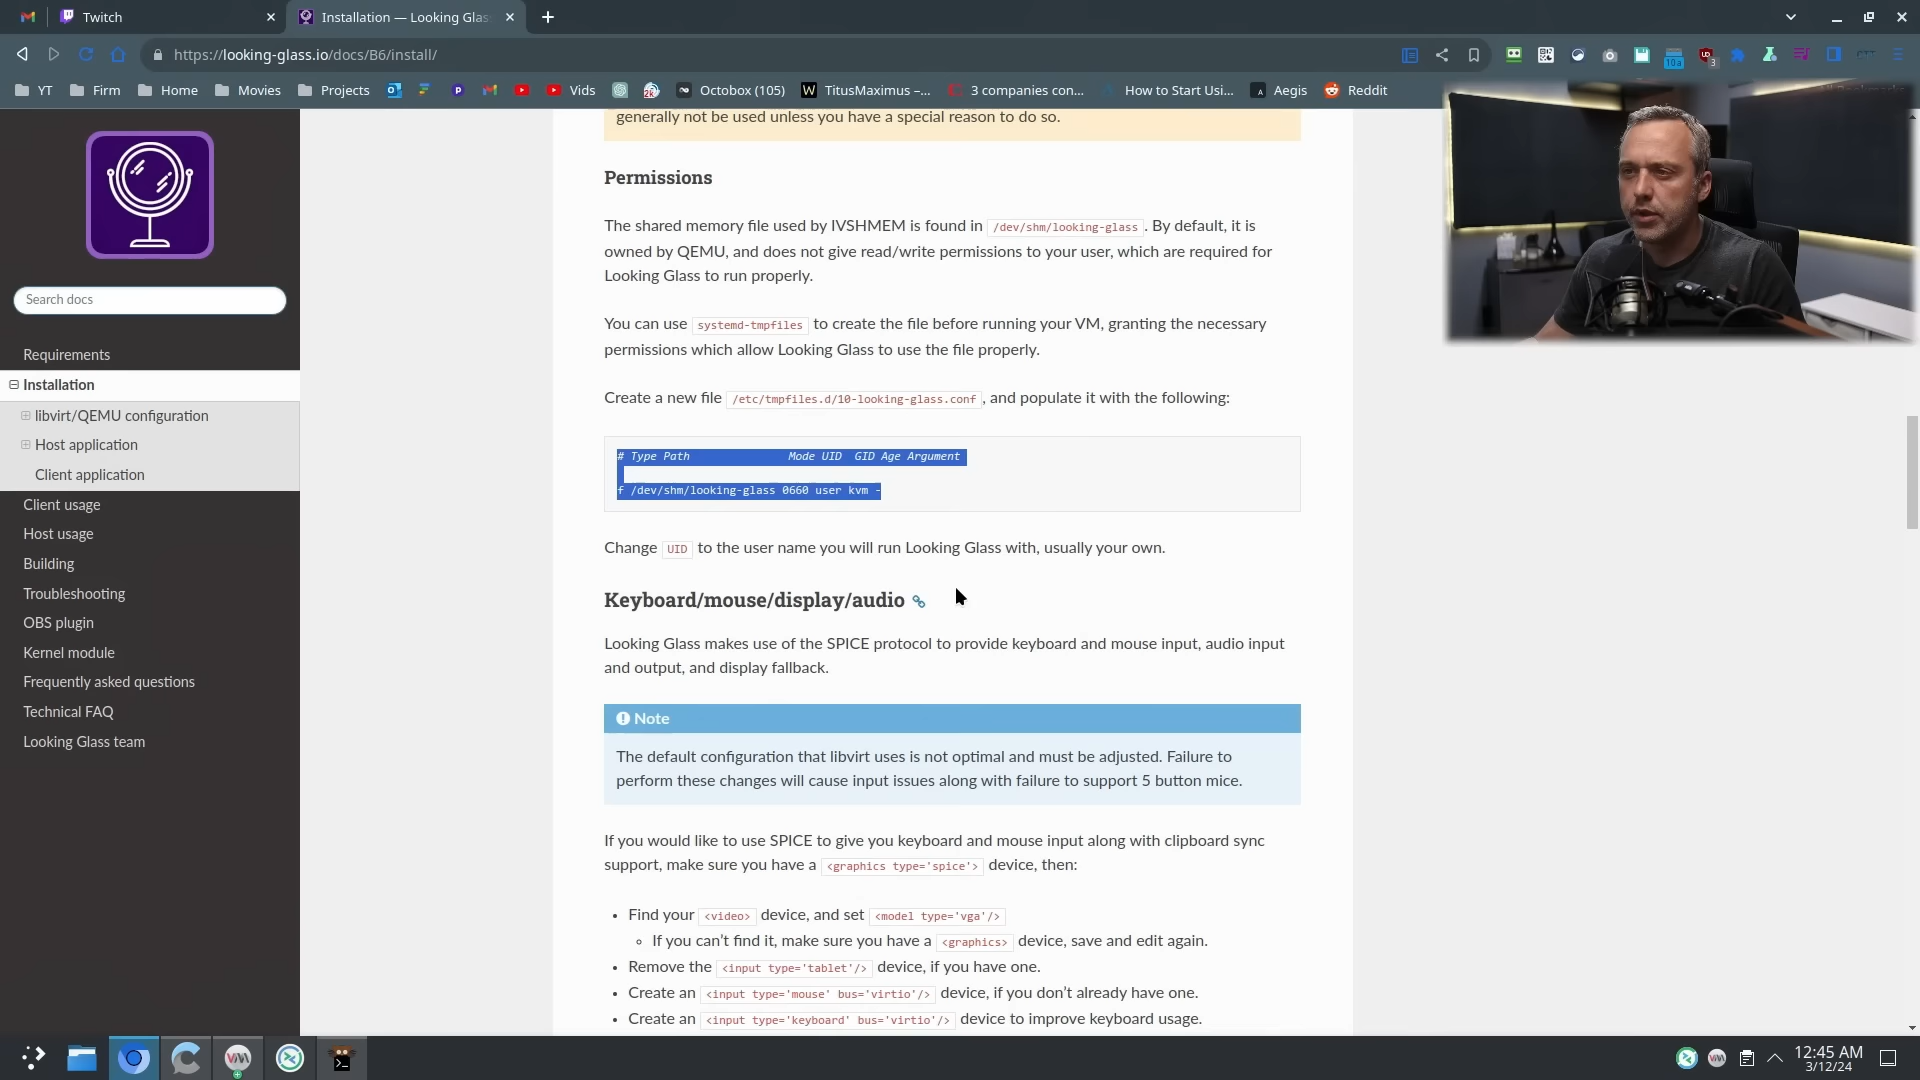 Twitch
Installation — Looking Glas
https://looking-glass.io/docs/B6/install/
10a
3
YT
Firm
Home
Movies
Projects
Vids
Octobox (105)
TitusMaximus –...
3 companies con...
How to Start Usi...
Aegis
Reddit
Search docs
Requirements
Installation
libvirt/QEMU configuration
Host application
Client application
Client usage
Host usage
Building
Troubleshooting
OBS plugin
Kernel module
Frequently asked questions
Technical FAQ
Looking Glass team
generally not be used unless you have a special reason to do so.
Permissions
The shared memory file used by IVSHMEM is found in /dev/shm/looking-glass. By default, it is
owned by QEMU, and does not give read/write permissions to your user, which are required for
Looking Glass to run properly.
You can use systemd-tmpfiles to create the file before running your VM, granting the necessary
permissions which allow Looking Glass to use the file properly.
Create a new file /etc/tmpfiles.d/10-looking-glass.conf, and populate it with the following:
# Type Path Mode UID GID Age Argument
f /dev/shm/looking-glass 0660 user kvm -
Change UID to the user name you will run Looking Glass with, usually your own.
Keyboard/mouse/display/audio
Looking Glass makes use of the SPICE protocol to provide keyboard and mouse input, audio input
and output, and display fallback.
Note
The default configuration that libvirt uses is not optimal and must be adjusted. Failure to
perform these changes will cause input issues along with failure to support 5 button mice.
If you would like to use SPICE to give you keyboard and mouse input along with clipboard sync
support, make sure you have a <graphics type='spice'> device, then:
• Find your <video> device, and set <model type='vga'/>
◦ If you can't find it, make sure you have a <graphics> device, save and edit again.
• Remove the <input type='tablet'/> device, if you have one.
• Create an <input type='mouse' bus='virtio'/> device, if you don't already have one.
• Create an <input type='keyboard' bus='virtio'/> device to improve keyboard usage.
12:45 AM
3/12/24